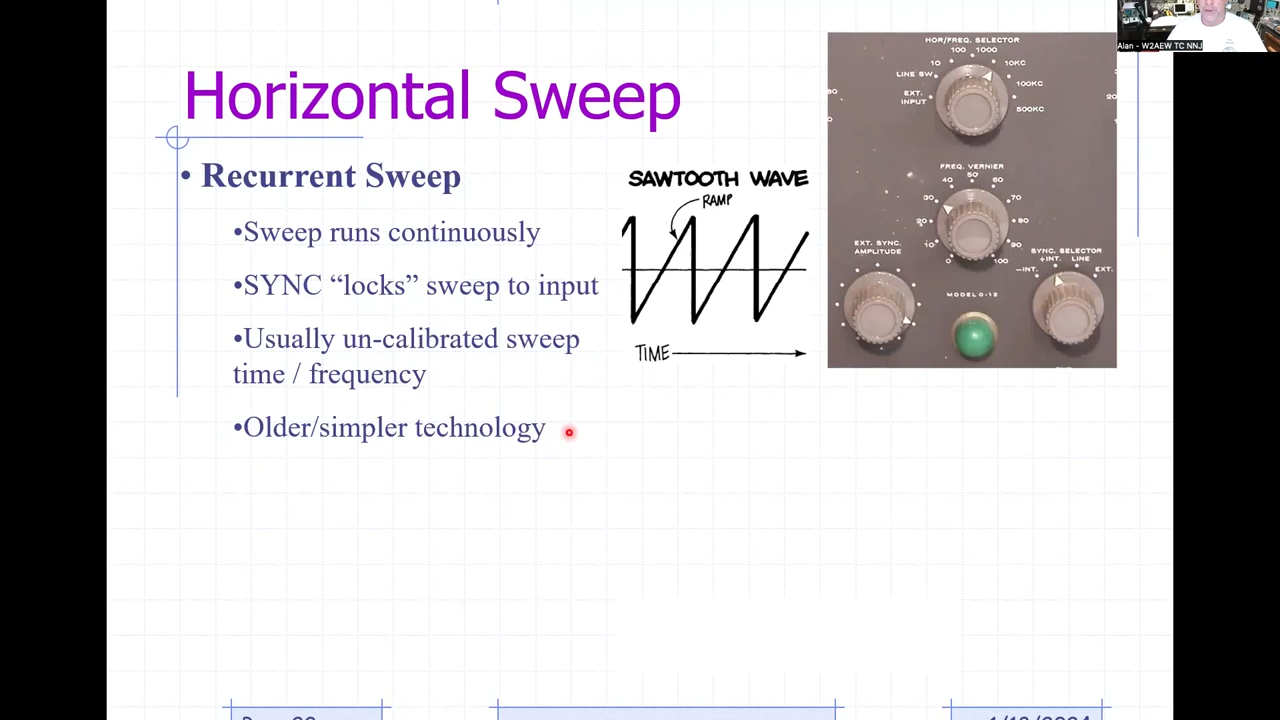 Alan - W2AEW TC NNJ
Horizontal Sweep
• Recurrent Sweep
•Sweep runs continuously
•SYNC “locks” sweep to input
•Usually un-calibrated sweep
time / frequency
•Older/simpler technology
SAWTOOTH WAVE
RAMP
TIME
HOR/FREQ. SELECTOR
100 1000
10 10KC
LINE SW. 100KC
EXT.
INPUT 500KC
FREQ. VERNIER
40 50 60
30 70
20 80
10 90
0 100
EXT. SYNC.
AMPLITUDE
SYNC. SELECTOR
+INT. LINE
−INT. EXT.
MODEL O-12